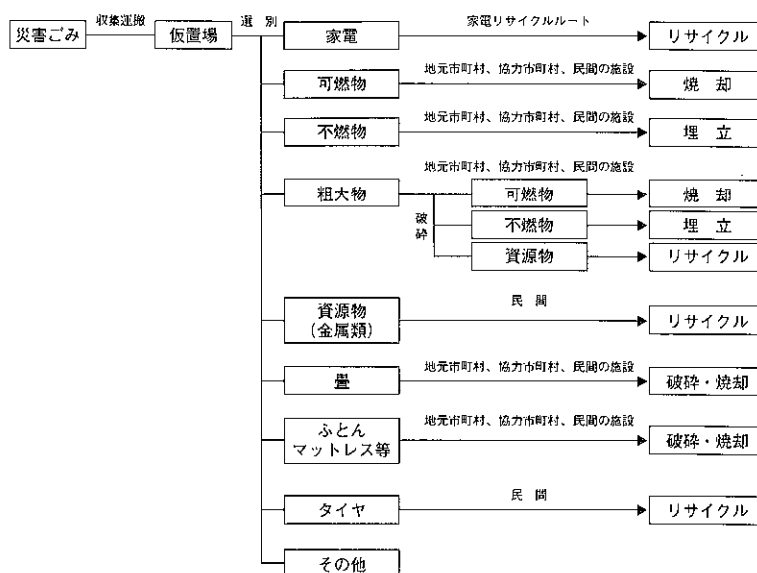 災害ごみ 収集運搬 仮置場 選 別 家電 家電リサイクルルート リサイクル
可燃物 地元市町村、協力市町村、民間の施設 焼 却
不燃物 地元市町村、協力市町村、民間の施設 埋 立
地元市町村、協力市町村、民間の施設
粗大物 破砕 可燃物 焼 却
不燃物 埋 立
資源物 リサイクル
資源物
(金属類)
民 間
リサイクル
畳 地元市町村、協力市町村、民間の施設 破砕・焼却
ふとん
マットレス等
地元市町村、協力市町村、民間の施設
破砕・焼却
タイヤ 民 間 リサイクル
その他